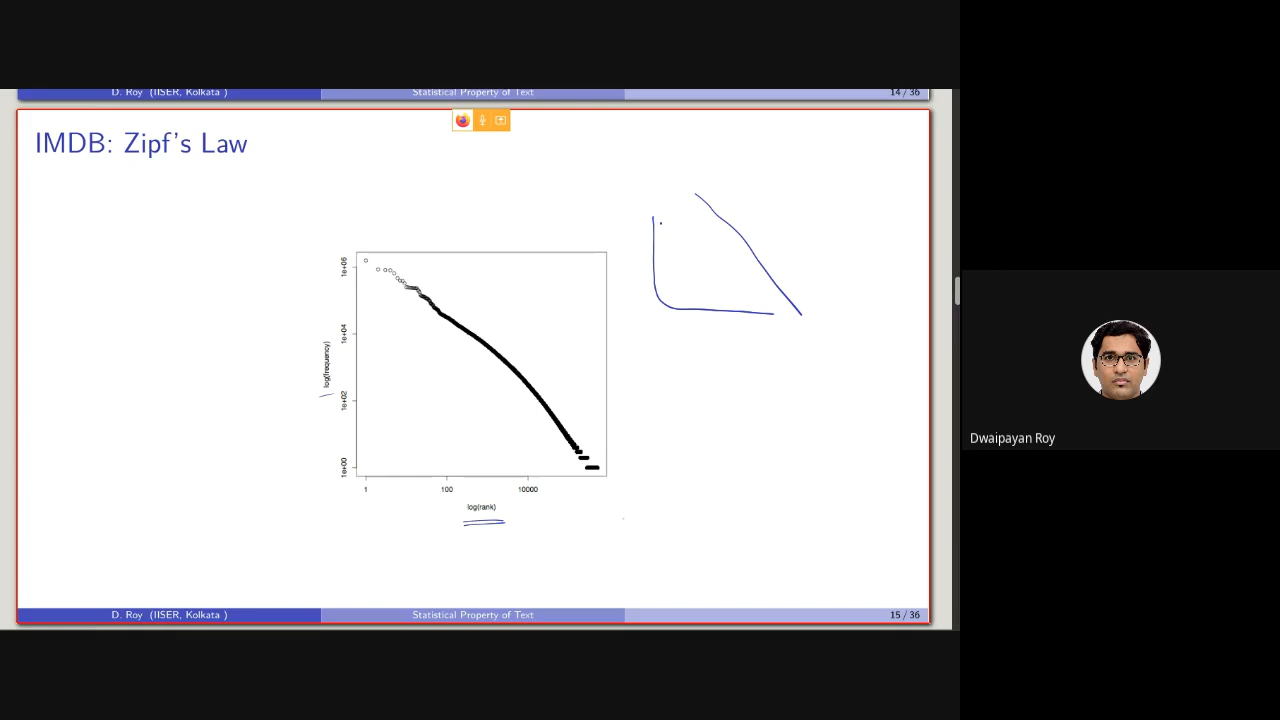 D. Roy (IISER, Kolkata )
Statistical Property of Text
14 / 36
IMDB: Zipf's Law
1e+06
1e+04
1e+02
1e+00
log(frequency)
1
100
10000
log(rank)
Dwaipayan Roy
D. Roy (IISER, Kolkata )
Statistical Property of Text
15 / 36